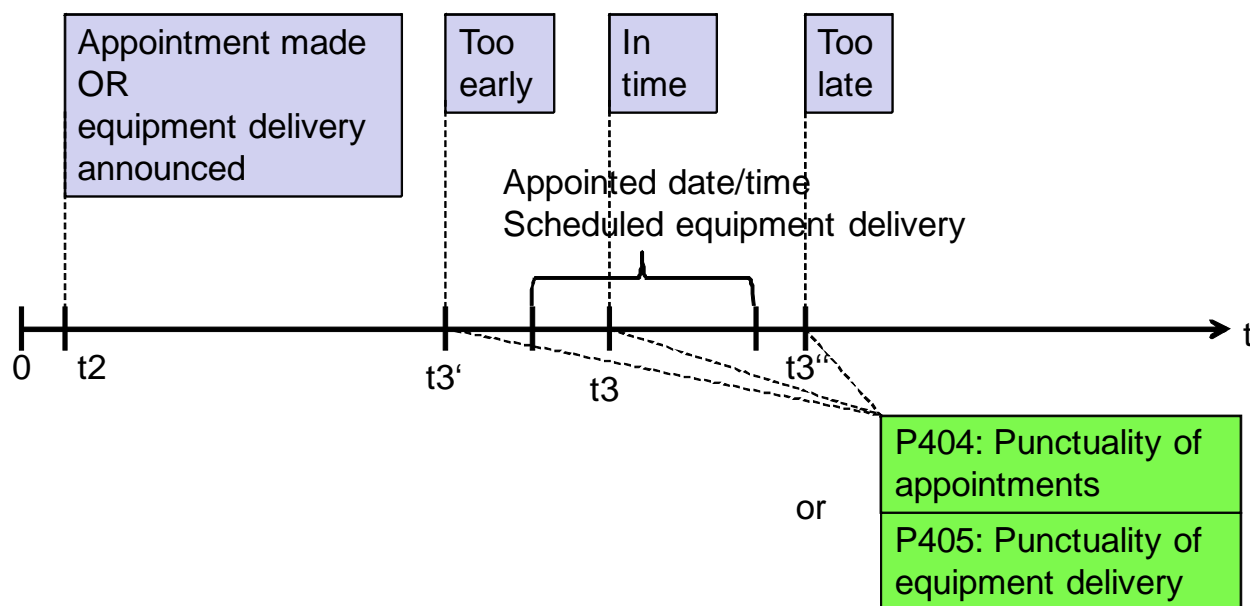 Appointment made
OR
equipment delivery
announced
Too
early
In
time
Too
late
Appointed date/time
Scheduled equipment delivery
t
0
t2
t3‘
t3
t3“
P404: Punctuality of
appointments
or
P405: Punctuality of
equipment delivery